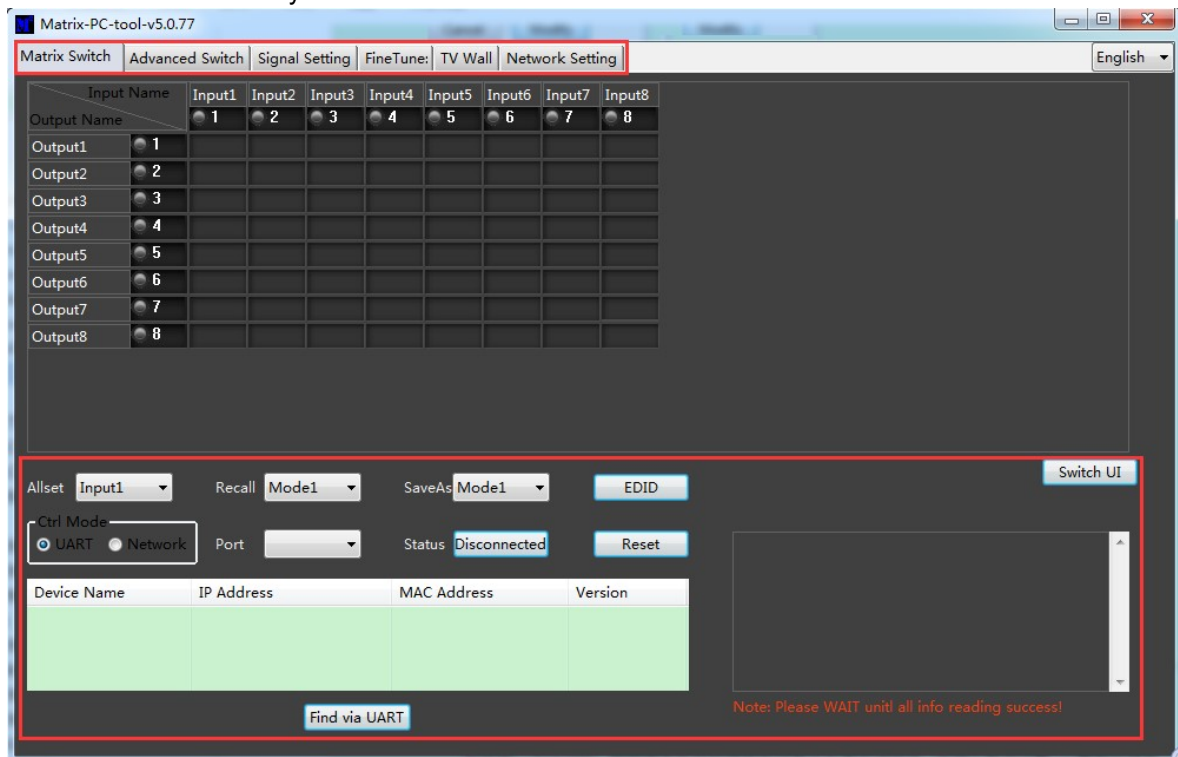 Matrix-PC-tool-v5.0.77
Matrix Switch Advanced Switch Signal Setting FineTune: TV Wall Network Setting English
Input Name Input1 Input2 Input3 Input4 Input5 Input6 Input7 Input8
Output Name 1 2 3 4 5 6 7 8
Output1 1
Output2 2
Output3 3
Output4 4
Output5 5
Output6 6
Output7 7
Output8 8
Switch UI
Allset Input1 Recall Mode1 SaveAs Mode1 EDID
Ctrl Mode
UART Network Port Status Disconnected Reset
Device Name IP Address MAC Address Version
Find via UART
Note: Please WAIT unitl all info reading success!